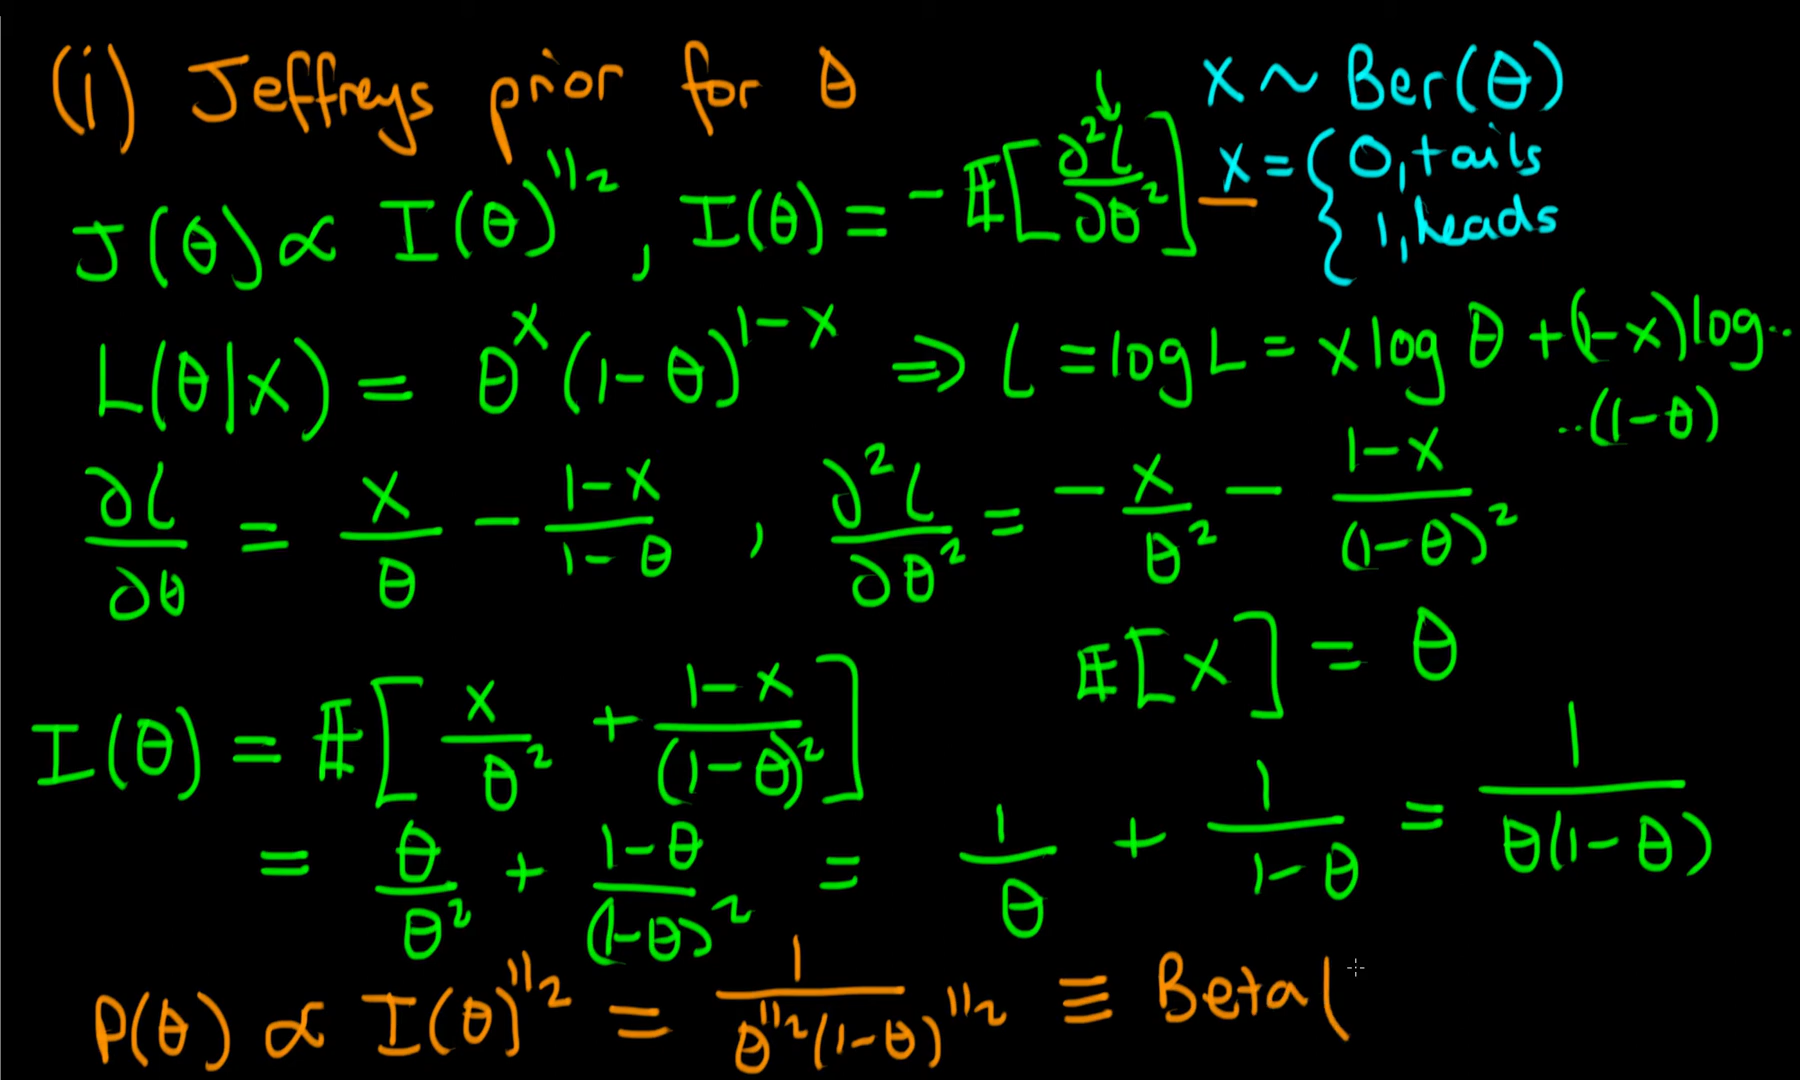 (i) Jeffreys prior for θ
X ~ Ber(θ)
X = { 0, tails
{ 1, heads
J(θ) ∝ I(θ)^1/2 , I(θ) = - E[∂²l/∂θ²]
L(θ|X) = θ^X (1-θ)^1-X ⇒ l = log L = X log θ + (1-X) log..
..(1-θ)
∂l/∂θ = X/θ - 1-X/1-θ , ∂²l/∂θ² = - X/θ² - 1-X/(1-θ)²
E[X] = θ
I(θ) = E[X/θ² + 1-X/(1-θ)²]
= θ/θ² + 1-θ/(1-θ)² = 1/θ + 1/1-θ = 1/θ(1-θ)
P(θ) ∝ I(θ)^1/2 = 1/θ^1/2(1-θ)^1/2 ≡ Beta(